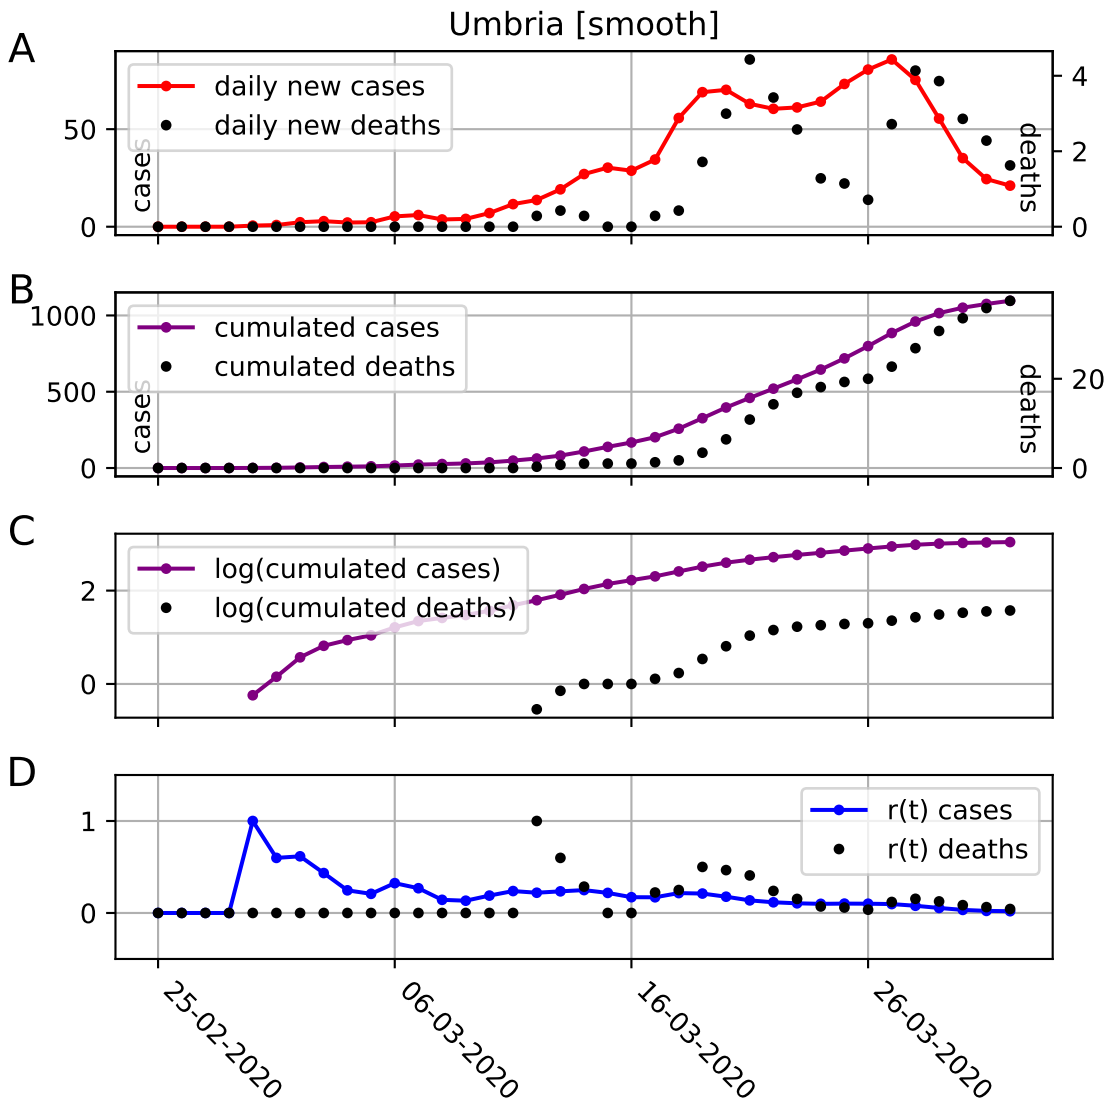 Umbria [smooth]
A
daily new cases
daily new deaths
50
0
cases
4
2
0
deaths
B
cumulated cases
cumulated deaths
1000
500
0
cases
20
0
deaths
C
log(cumulated cases)
log(cumulated deaths)
2
0
D
r(t) cases
r(t) deaths
1
0
25-02-2020
06-03-2020
16-03-2020
26-03-2020